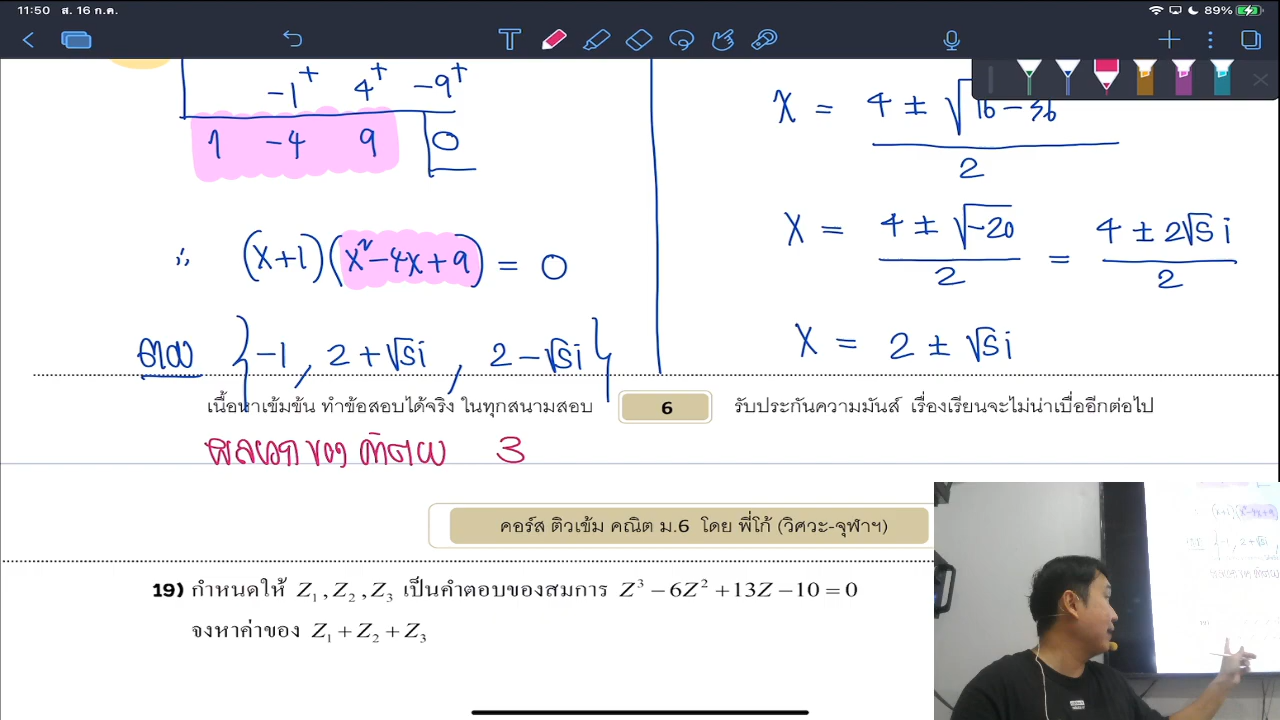 11:50 ส. 16 ก.ค. 89%
-1⁺ 4⁺ -9⁺
1 -4 9 0
∴ (x+1)(x²-4x+9) = 0
ตอบ {-1, 2+√5i, 2-√5i}
x = 4 ± √16-36 / 2
x = 4 ± √-20 / 2 = 4 ± 2√5i / 2
x = 2 ± √5i
เนื้อหาเข้มข้น ทำข้อสอบได้จริง ในทุกสนามสอบ 6 รับประกันความมันส์ เรื่องเรียนจะไม่น่าเบื่ออีกต่อไป
ผลบวกของคำตอบ 3
คอร์ส ติวเข้ม คณิต ม.6 โดย พี่โก้ (วิศวะ-จุฬาฯ)
19) กำหนดให้ Z₁, Z₂, Z₃ เป็นคำตอบของสมการ Z³ − 6Z² + 13Z − 10 = 0
จงหาค่าของ Z₁ + Z₂ + Z₃